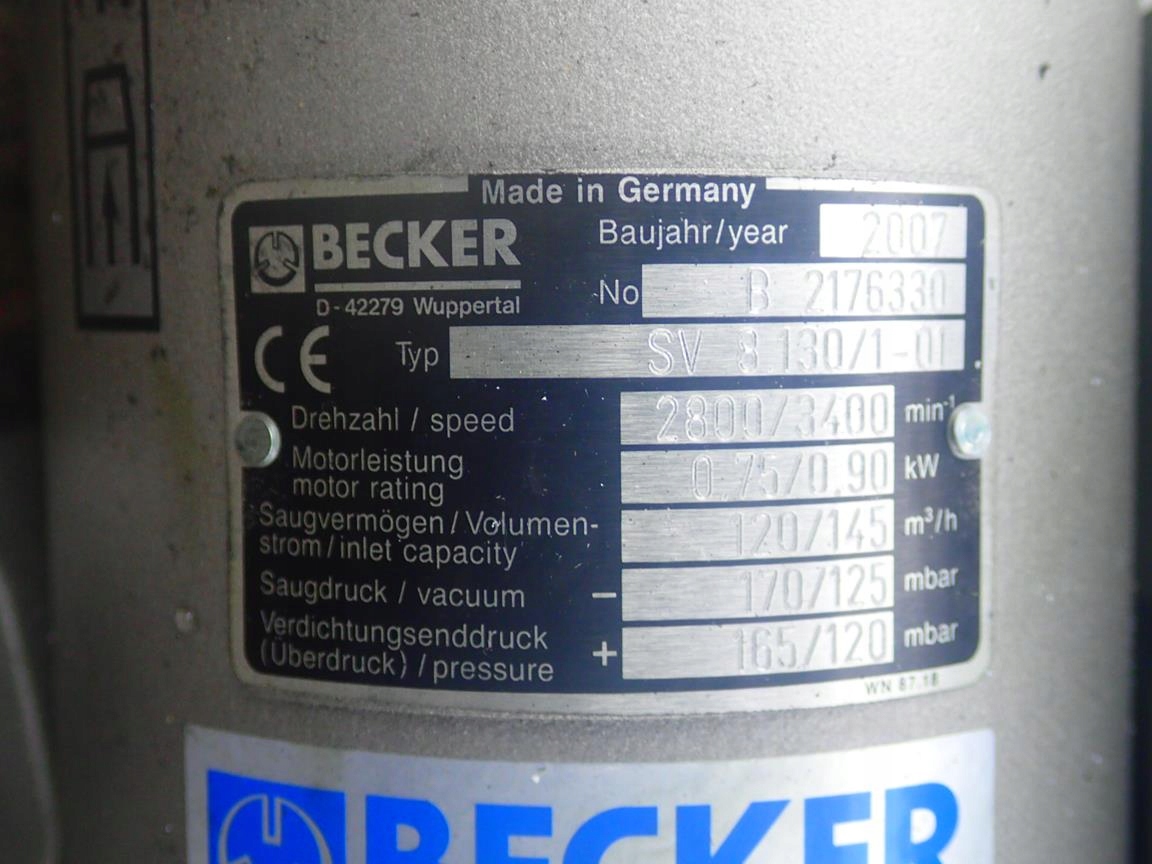 Made in Germany
BECKER
Baujahr/year 2007
D-42279 Wuppertal
No B 2176330
CE Typ SV 8.130/1-01
Drehzahl / speed 2800/3400 min⁻¹
Motorleistung
motor rating 0.75/0.90 kW
Saugvermögen/Volumen-
strom/inlet capacity 120/145 m³/h
Saugdruck / vacuum – 170/125 mbar
Verdichtungsenddruck
(Überdruck)/pressure + 165/120 mbar
WN 87.18
BECKER